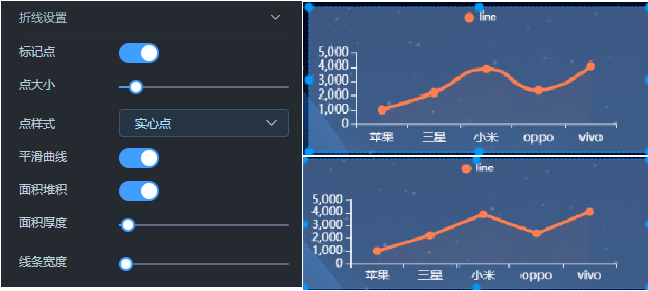 折线设置
标记点
点大小
点样式 实心点
平滑曲线
面积堆积
面积厚度
线条宽度
line
5,000
4,000
3,000
2,000
1,000
0
苹果 三星 小米 oppo vivo
line
5,000
4,000
3,000
2,000
1,000
0
苹果 三星 小米 oppo vivo